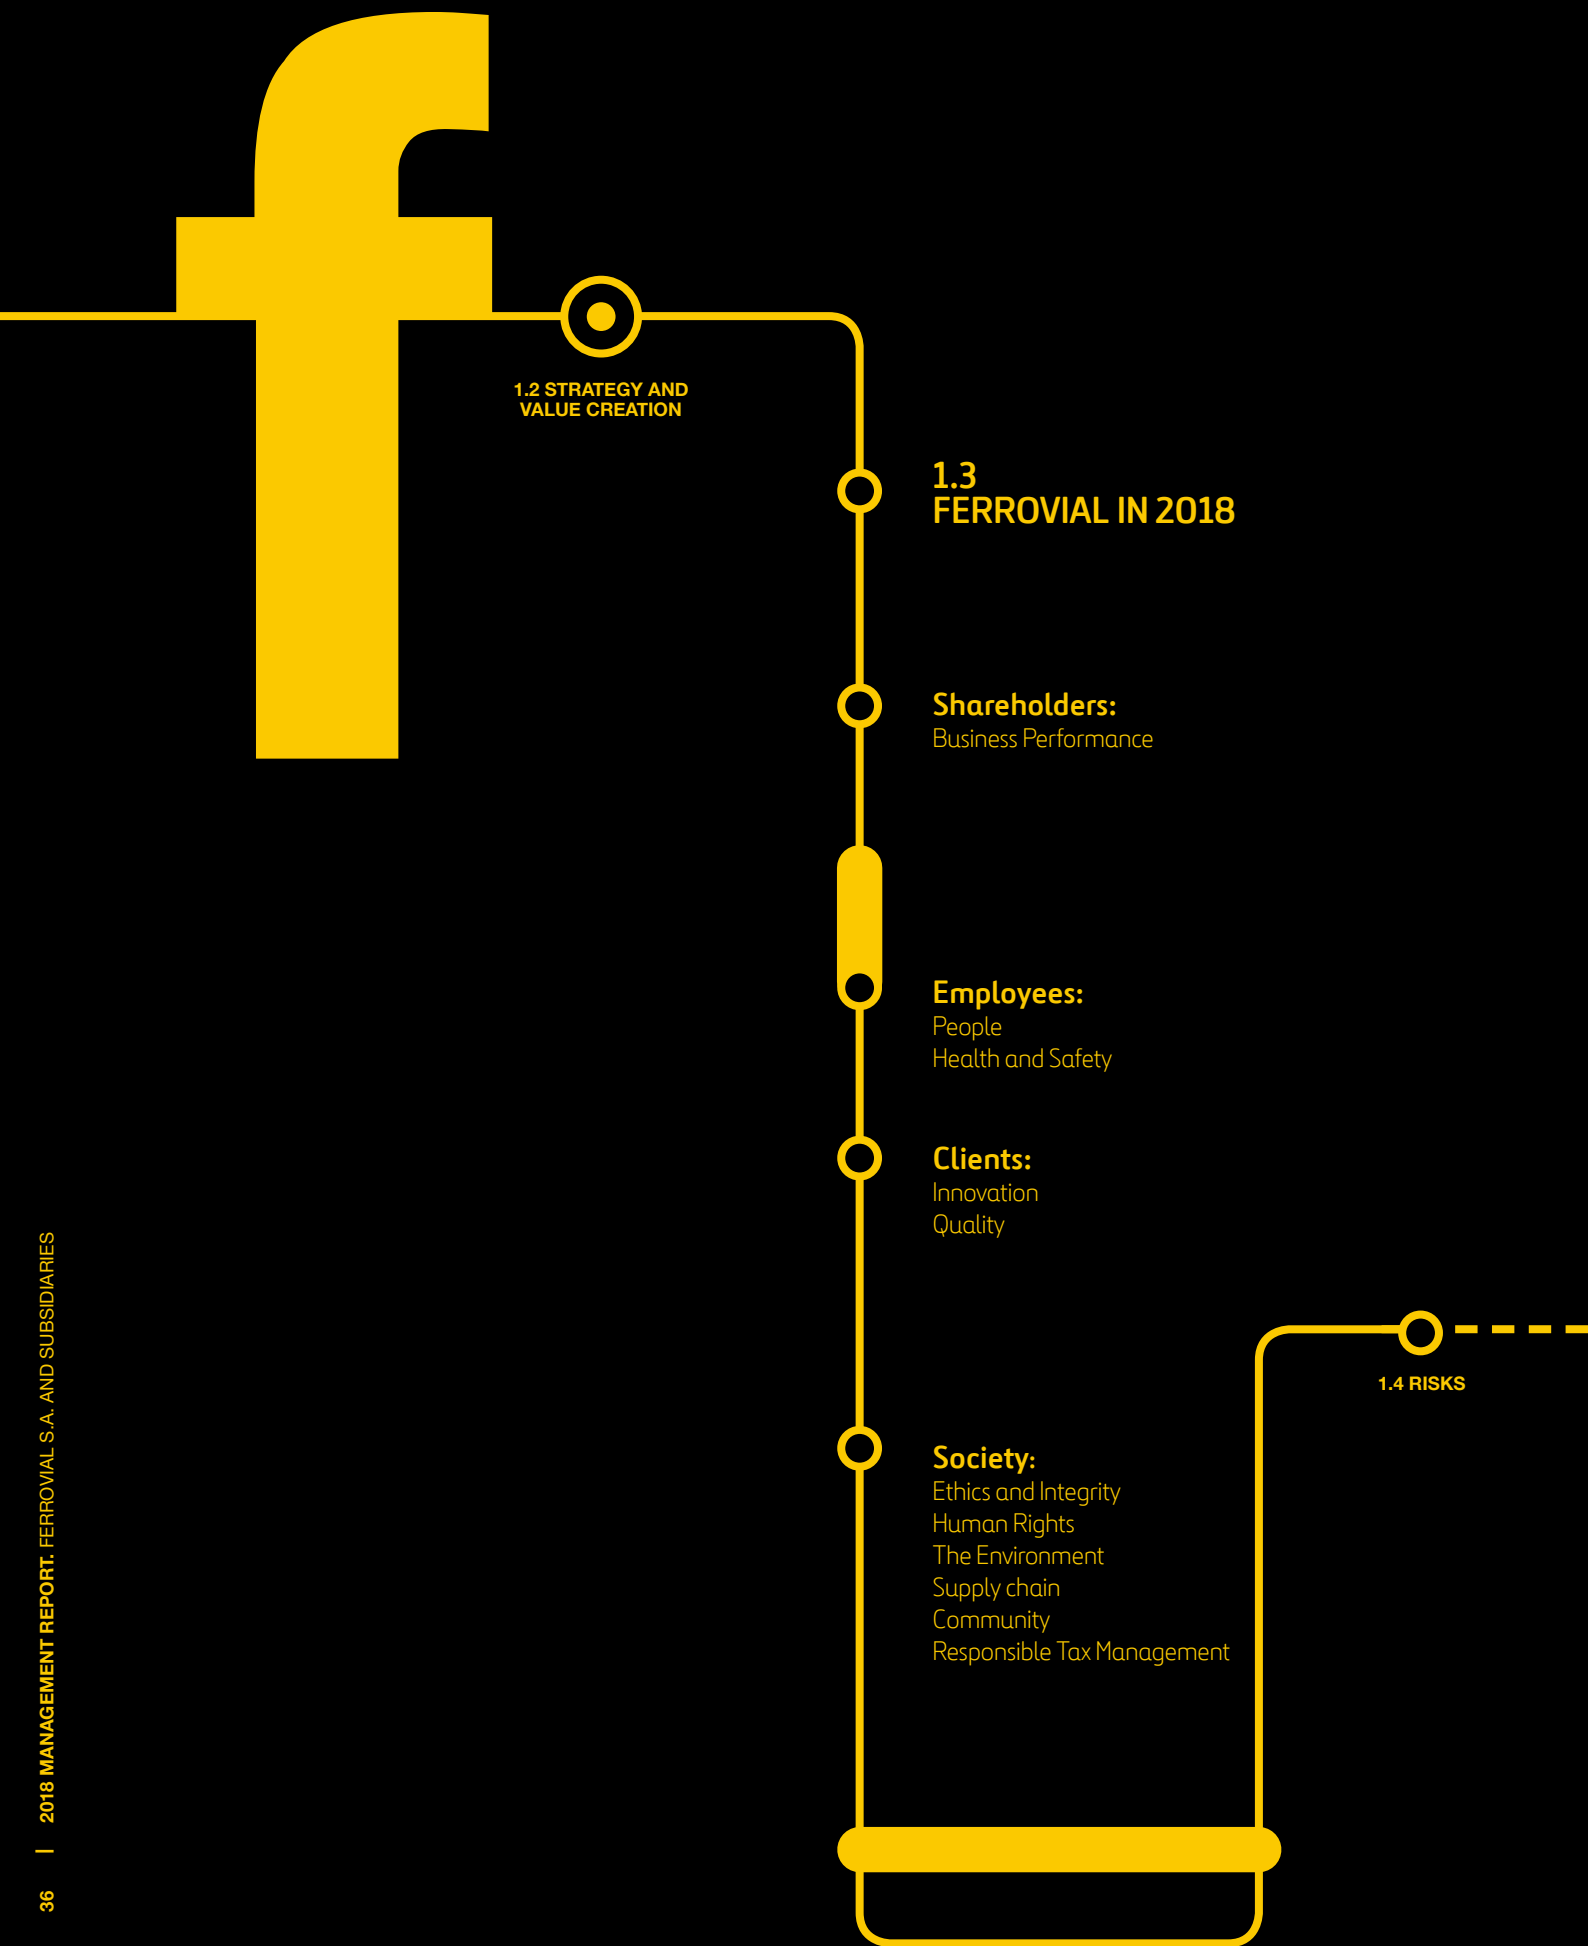 f
1.2 STRATEGY AND
VALUE CREATION
1.3
FERROVIAL IN 2018
Shareholders:
Business Performance
Employees:
People
Health and Safety
Clients:
Innovation
Quality
1.4 RISKS
Society:
Ethics and Integrity
Human Rights
The Environment
Supply chain
Community
Responsible Tax Management
36 | 2018 MANAGEMENT REPORT. FERROVIAL S.A. AND SUBSIDIARIES